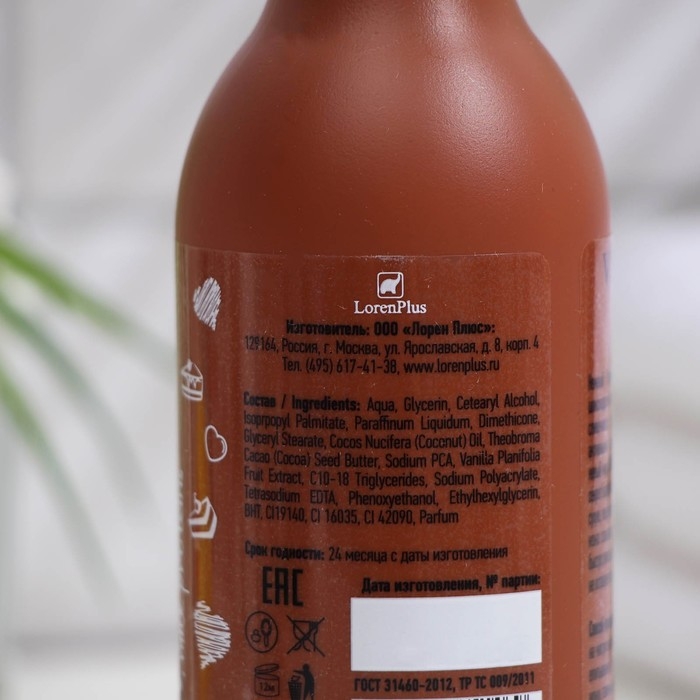 LorenPlus
Изготовитель: ООО «Лорен Плюс»:
129164, Россия, г. Москва, ул. Ярославская, д. 8, корп. 4
Тел. (495) 617-41-38, www.lorenplus.ru
Состав / Ingredients: Aqua, Glycerin, Cetearyl Alcohol,
Isopropyl Palmitate, Paraffinum Liquidum, Dimethicone,
Glyceryl Stearate, Cocos Nucifera (Coconut) Oil, Theobroma
Cacao (Cocoa) Seed Butter, Sodium PCA, Vanilla Planifolia
Fruit Extract, C10-18 Triglycerides, Sodium Polyacrylate,
Tetrasodium EDTA, Phenoxyethanol, Ethylhexylglycerin,
BHT, CI19140, CI 16035, CI 42090, Parfum
Срок годности: 24 месяца с даты изготовления
EAC
Дата изготовления, № партии:
12M
ГОСТ 31460-2012, ТР ТС 009/2011